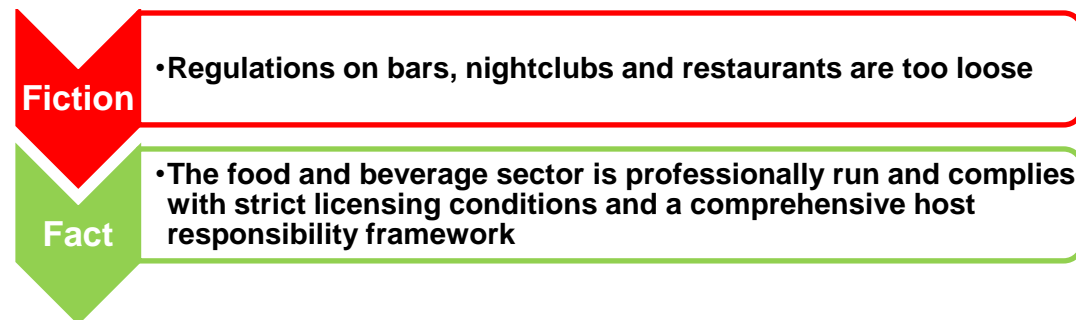 Fiction
•Regulations on bars, nightclubs and restaurants are too loose
Fact
•The food and beverage sector is professionally run and complies
with strict licensing conditions and a comprehensive host
responsibility framework